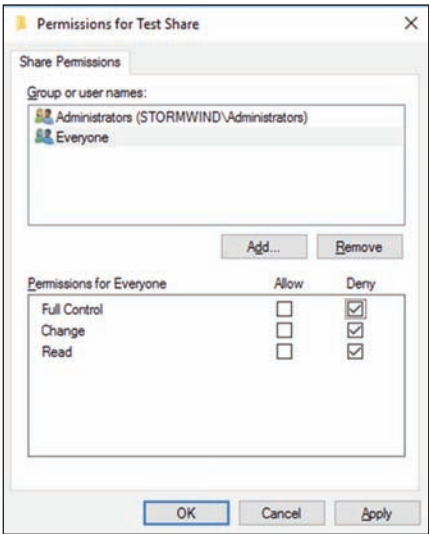 Permissions for Test Share
Share Permissions
Group or user names:
Administrators (STORMWIND\Administrators)
Everyone
Add... Remove
Permissions for Everyone Allow Deny
Full Control
Change
Read
OK Cancel Apply